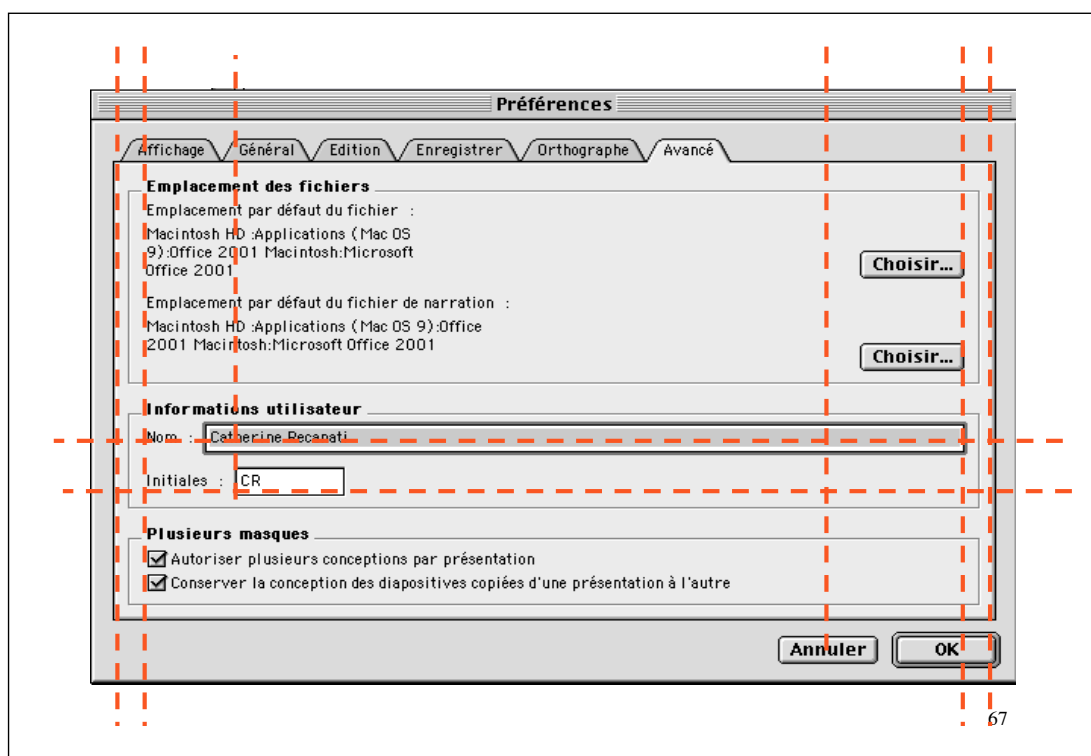 Préférences
Affichage Général Edition Enregistrer Orthographe Avancé
Emplacement des fichiers
Emplacement par défaut du fichier :
Macintosh HD :Applications (Mac OS
9):Office 2001 Macintosh:Microsoft
Office 2001
Choisir...
Emplacement par défaut du fichier de narration :
Macintosh HD :Applications (Mac OS 9):Office
2001 Macintosh:Microsoft Office 2001
Choisir...
Informations utilisateur
Nom : Catherine Recanati
Initiales : CR
Plusieurs masques
Autoriser plusieurs conceptions par présentation
Conserver la conception des diapositives copiées d'une présentation à l'autre
Annuler OK
67